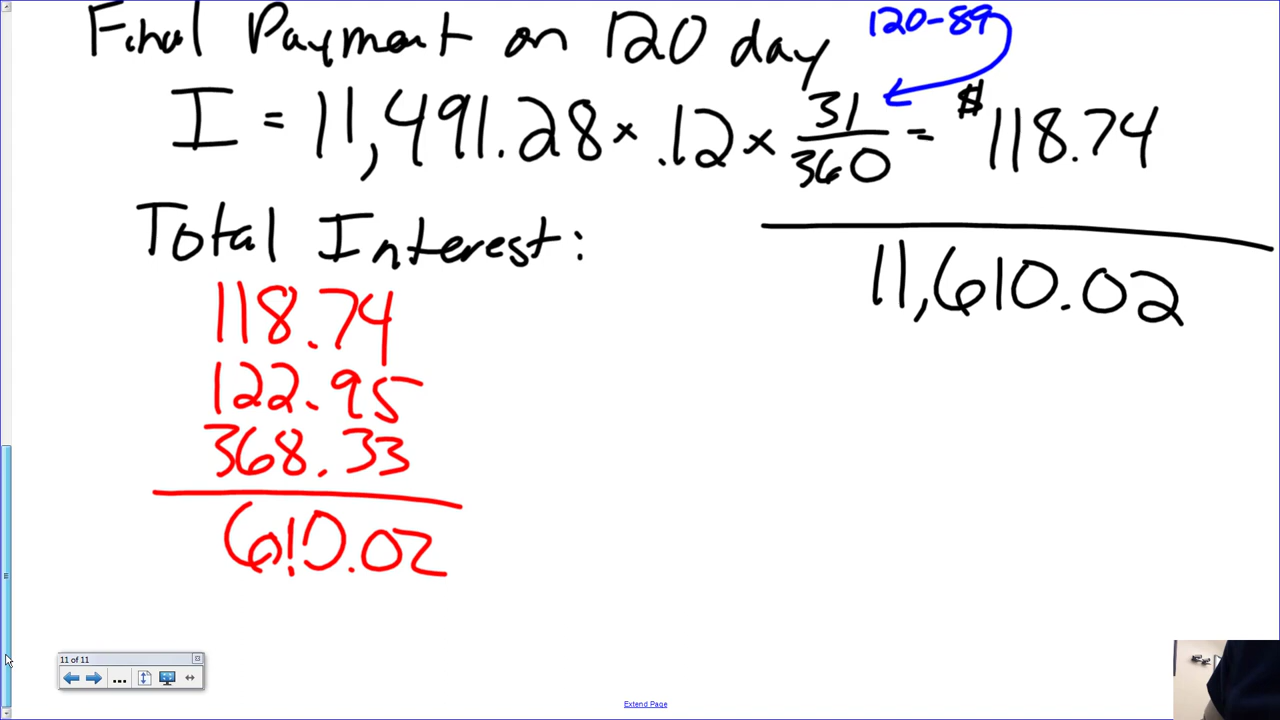 Final Payment on 120 day
120-89
I = 11,491.28 × .12 × 31/360 = $118.74
11,610.02
Total Interest:
118.74
122.95
368.33
610.02
11 of 11
...
Extend Page